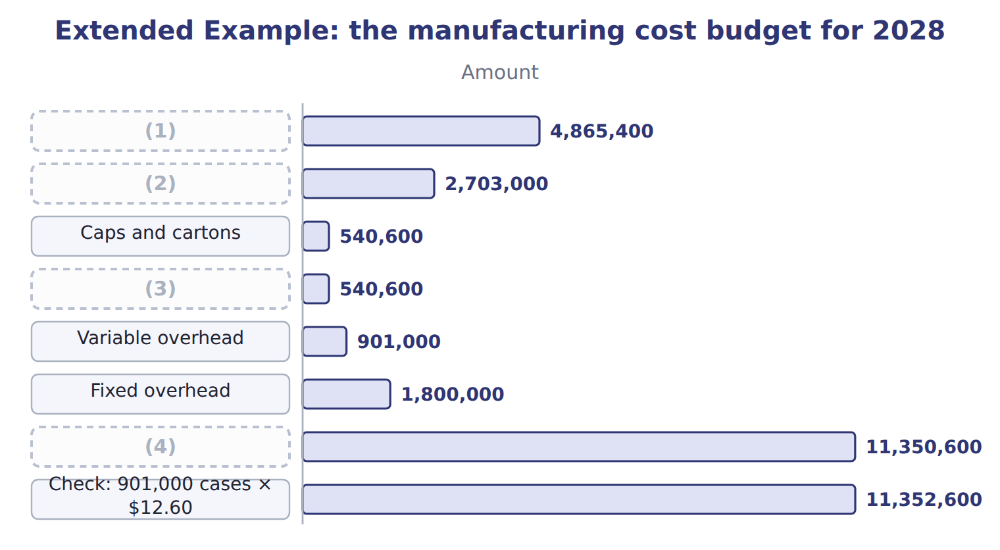 Extended Example: the manufacturing cost budget for 2028
Amount
(1)
4,865,400
(2)
2,703,000
Caps and cartons
540,600
(3)
540,600
Variable overhead
901,000
Fixed overhead
1,800,000
(4)
11,350,600
Check: 901,000 cases ×
$12.60
11,352,600